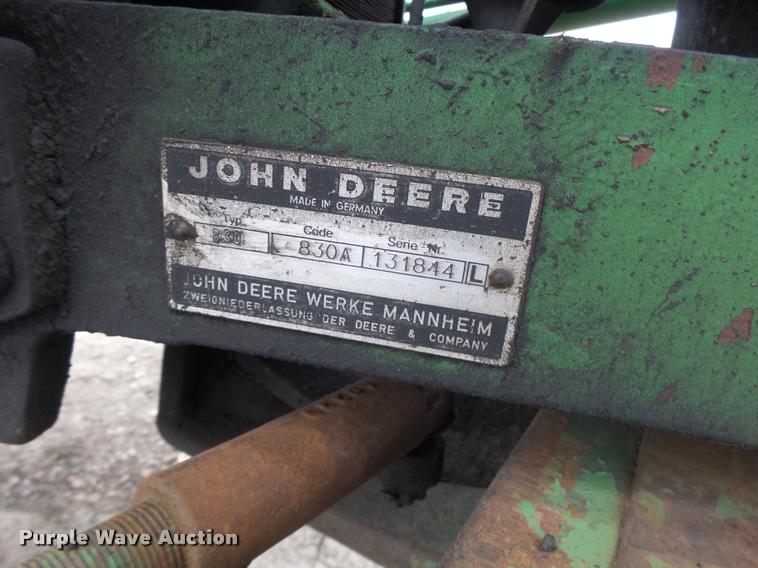 JOHN DEERE
MADE IN GERMANY
Typ Code Serie - Nr.
830 L 830A 131844 L
JOHN DEERE WERKE MANNHEIM
ZWEIGNIEDERLASSUNG DER DEERE & COMPANY
Purple Wave Auction